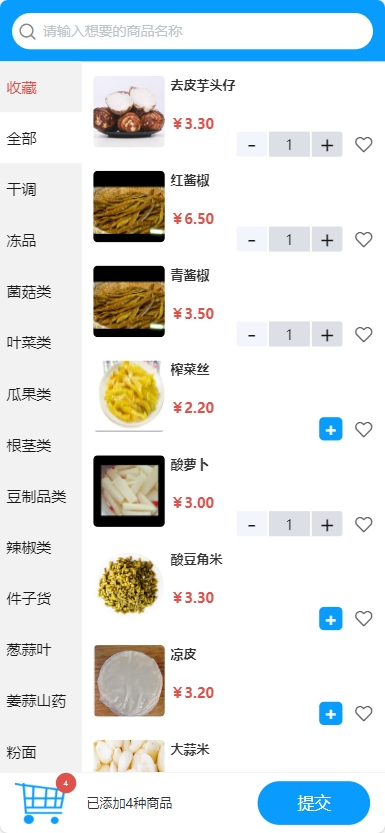 请输入想要的商品名称
收藏
全部
干调
冻品
菌菇类
叶菜类
瓜果类
根茎类
豆制品类
辣椒类
件子货
葱蒜叶
姜蒜山药
粉面
去皮芋头仔
￥3.30
- 1 +
红酱椒
￥6.50
- 1 +
青酱椒
￥3.50
- 1 +
榨菜丝
￥2.20
+
酸萝卜
￥3.00
- 1 +
酸豆角米
￥3.30
+
凉皮
￥3.20
+
大蒜米
4
已添加4种商品
提交